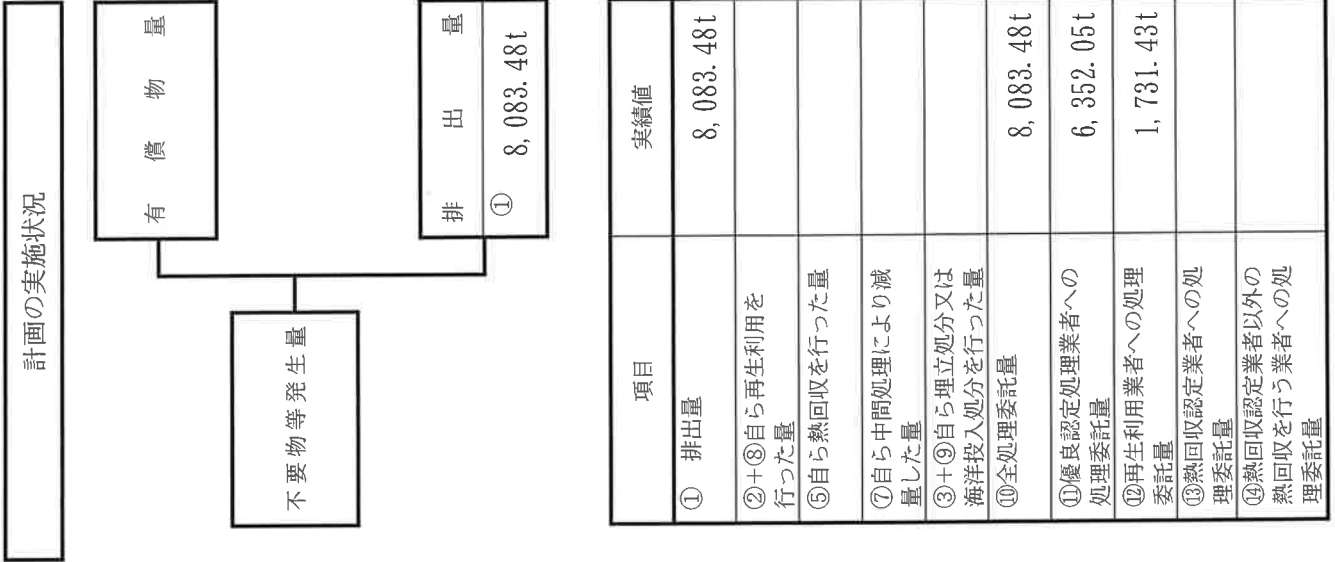 計画の実施状況
有償物量
不要物等発生量
排出量
① 8,083.48t
項目 実績値
① 排出量 8,083.48t
②+⑧自ら再生利用を
行った量
⑤自ら熱回収を行った量
⑦自ら中間処理により減
量した量
③+⑨自ら埋立処分又は
海洋投入処分を行った量
⑩全処理委託量 8,083.48t
⑪優良認定処理業者への
処理委託量 6,352.05t
⑫再生利用業者への処理
委託量 1,731.43t
⑬熱回収認定業者への処
理委託量
⑭熱回収認定業者以外の
熱回収を行う業者への処
理委託量